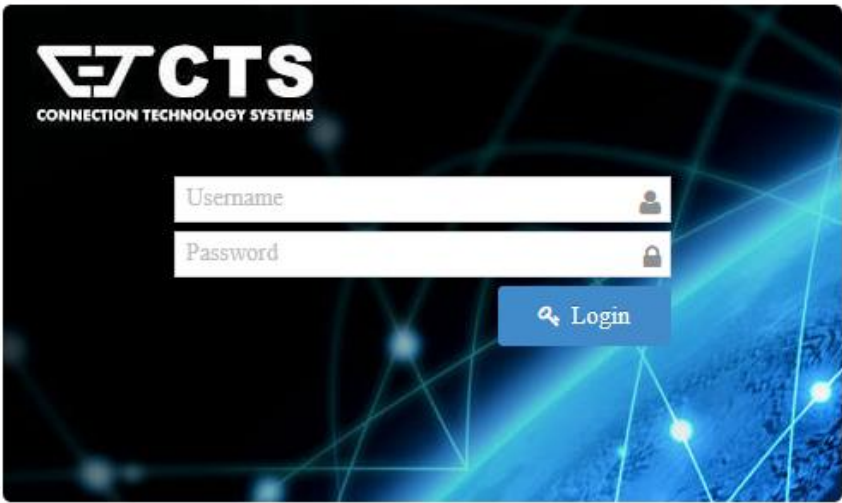 CTS
CONNECTION TECHNOLOGY SYSTEMS
Username
Password
Login